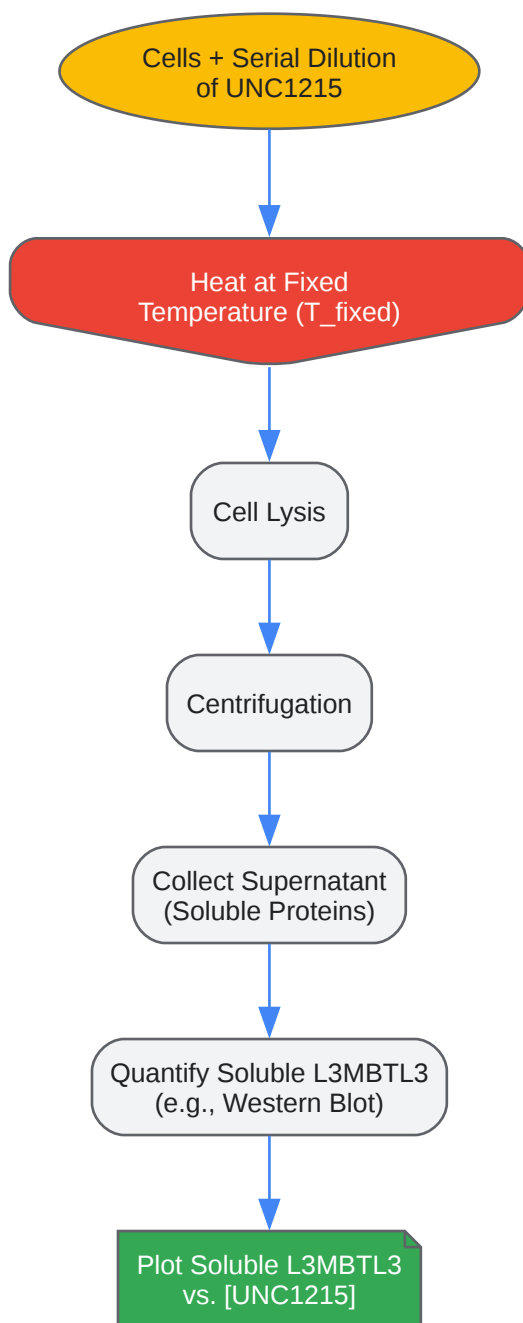 Cells + Serial Dilution
of UNC1215
Heat at Fixed
Temperature (T_fixed)
Cell Lysis
Centrifugation
Collect Supernatant
(Soluble Proteins)
Quantify Soluble L3MBTL3
(e.g., Western Blot)
Plot Soluble L3MBTL3
vs. [UNC1215]